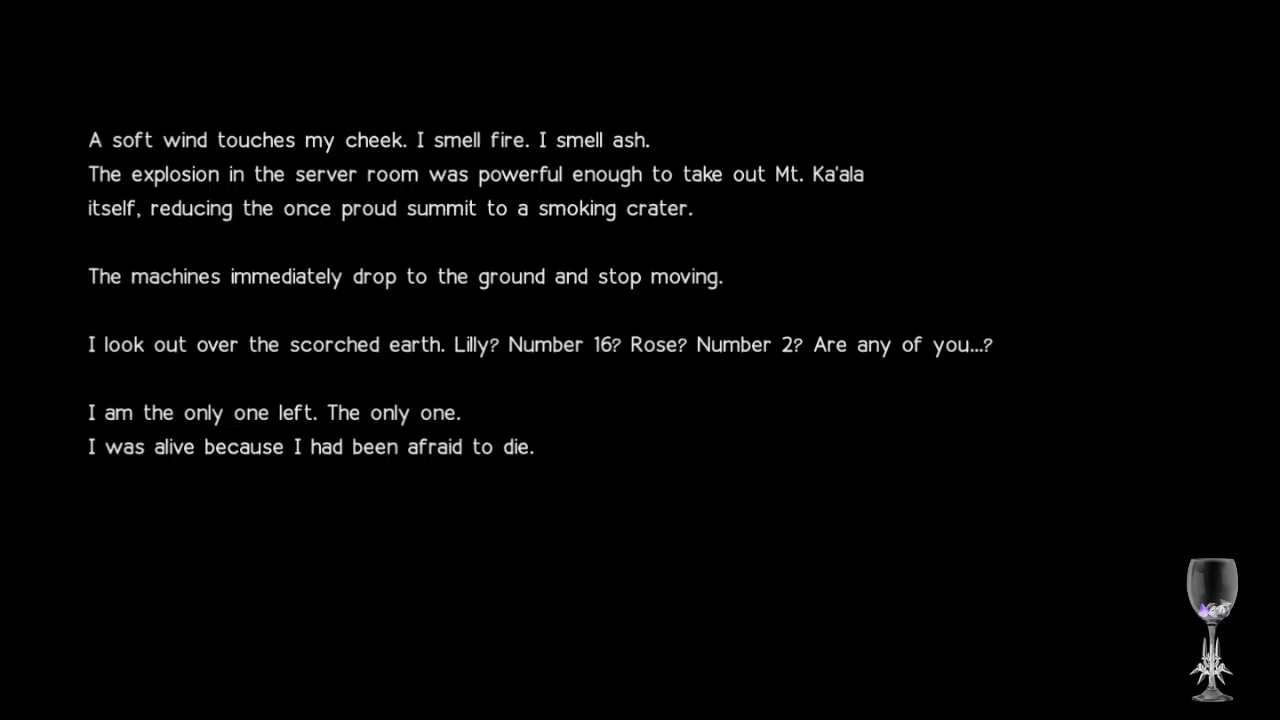 A soft wind touches my cheek. I smell fire. I smell ash.
The explosion in the server room was powerful enough to take out Mt. Ka'ala
itself, reducing the once proud summit to a smoking crater.
The machines immediately drop to the ground and stop moving.
I look out over the scorched earth. Lilly? Number 16? Rose? Number 2? Are any of you...?
I am the only one left. The only one.
I was alive because I had been afraid to die.